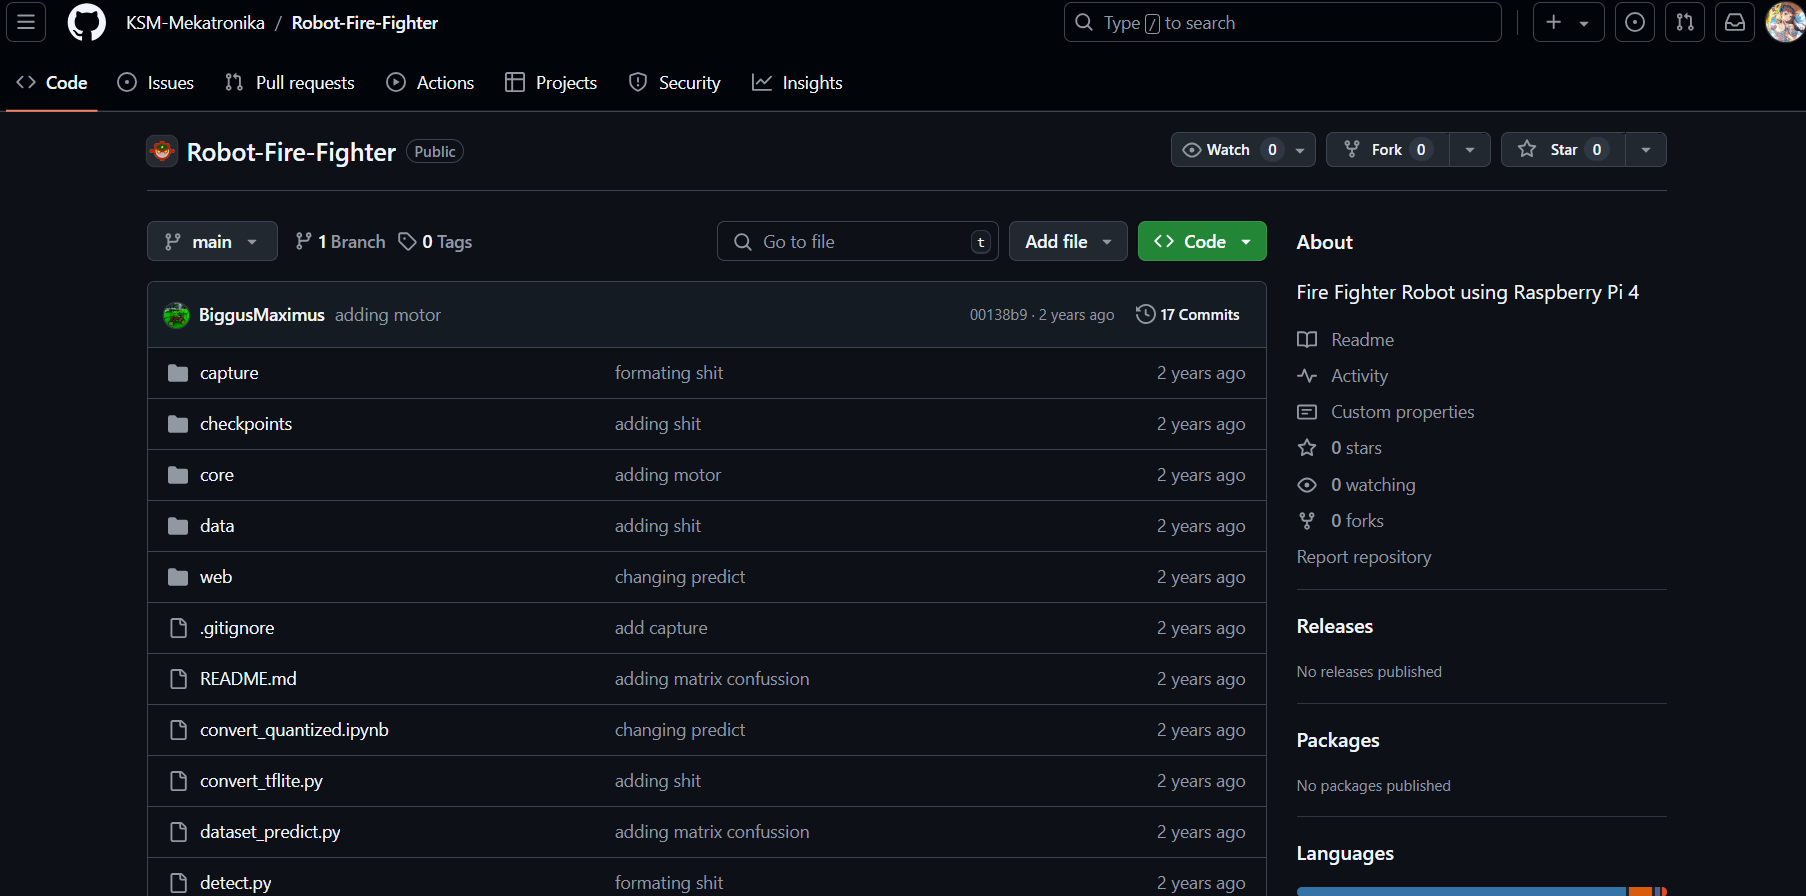 KSM-Mekatronika / Robot-Fire-Fighter
Type / to search
Code Issues Pull requests Actions Projects Security Insights
Robot-Fire-Fighter Public
Watch 0 Fork 0 Star 0
main 1 Branch 0 Tags
Go to file t Add file Code
BiggusMaximus adding motor 00138b9 · 2 years ago 17 Commits
capture formating shit 2 years ago
checkpoints adding shit 2 years ago
core adding motor 2 years ago
data adding shit 2 years ago
web changing predict 2 years ago
.gitignore add capture 2 years ago
README.md adding matrix confussion 2 years ago
convert_quantized.ipynb changing predict 2 years ago
convert_tflite.py adding shit 2 years ago
dataset_predict.py adding matrix confussion 2 years ago
detect.py formating shit 2 years ago
About
Fire Fighter Robot using Raspberry Pi 4
Readme
Activity
Custom properties
0 stars
0 watching
0 forks
Report repository
Releases
No releases published
Packages
No packages published
Languages